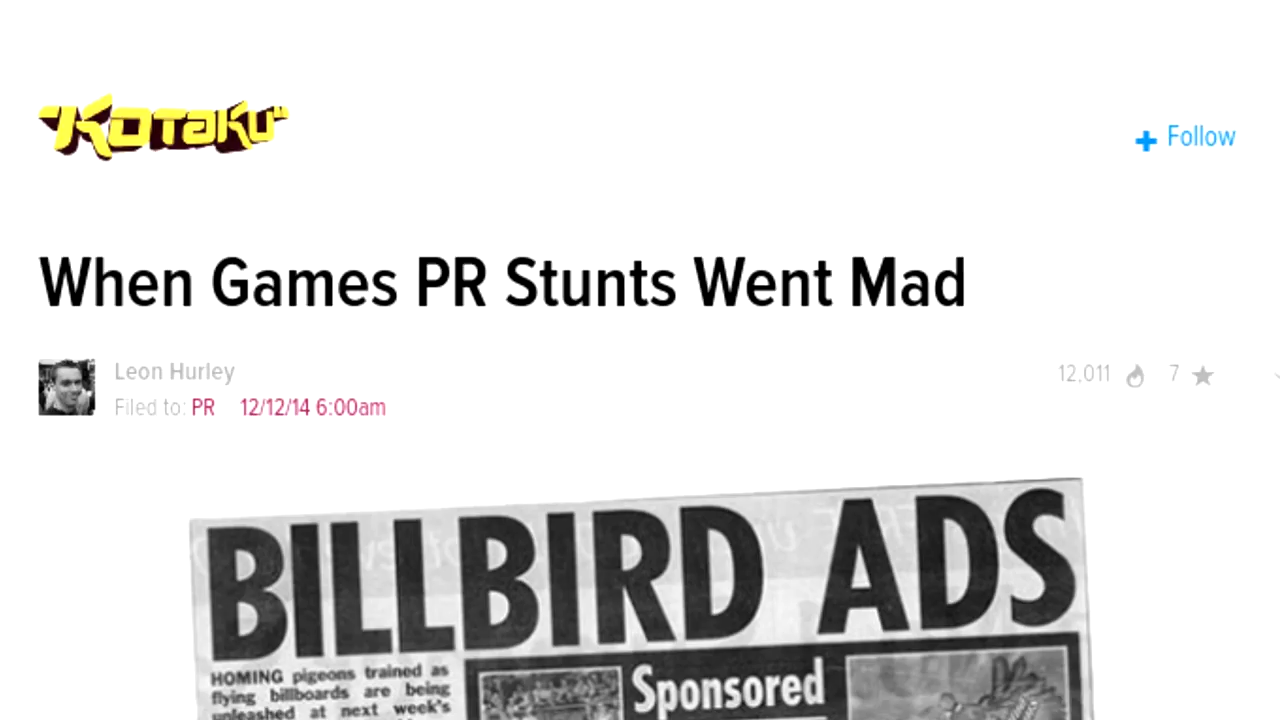 Kotaku
Follow
When Games PR Stunts Went Mad
Leon Hurley
12,011 7
Filed to: PR 12/12/14 6:00am
BILLBIRD ADS
HOMING pigeons trained as
flying billboards are being
unleashed at next week's
Sponsored